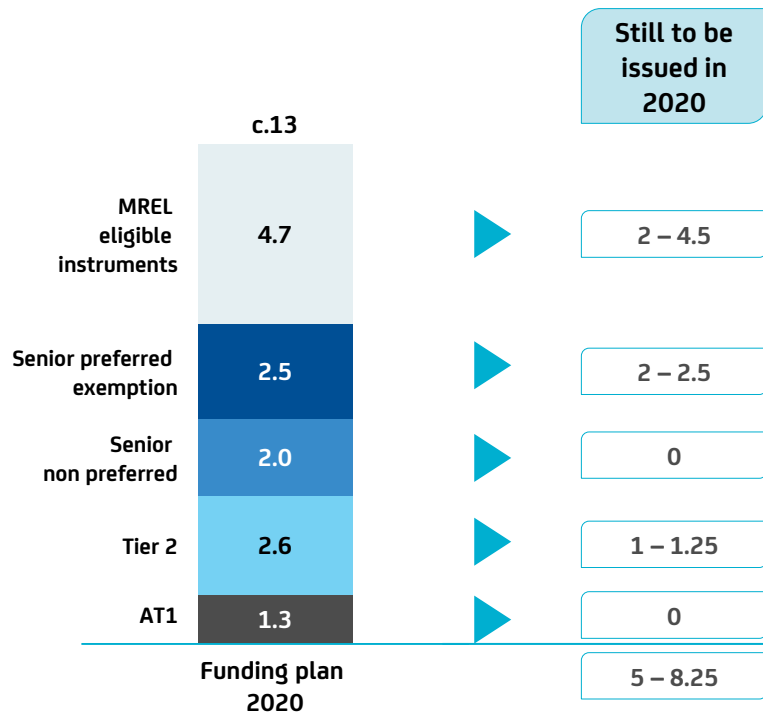 Still to be
issued in
2020
c.13
MREL
eligible
instruments
4.7
2 – 4.5
Senior preferred
exemption
2.5
2 – 2.5
Senior
non preferred
2.0
0
Tier 2
2.6
1 – 1.25
AT1
1.3
0
Funding plan
2020
5 – 8.25